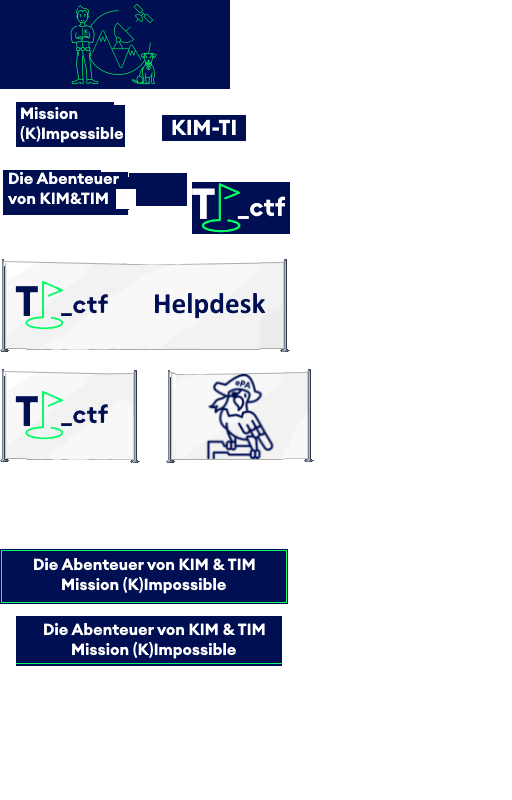 Mission
(K)Impossible
KIM-TI
Die Abenteuer
von KIM&TIM
T_ctf
T_ctf
Helpdesk
T_ctf
ePA
Die Abenteuer von KIM & TIM
Mission (K)Impossible
Die Abenteuer von KIM & TIM
Mission (K)Impossible